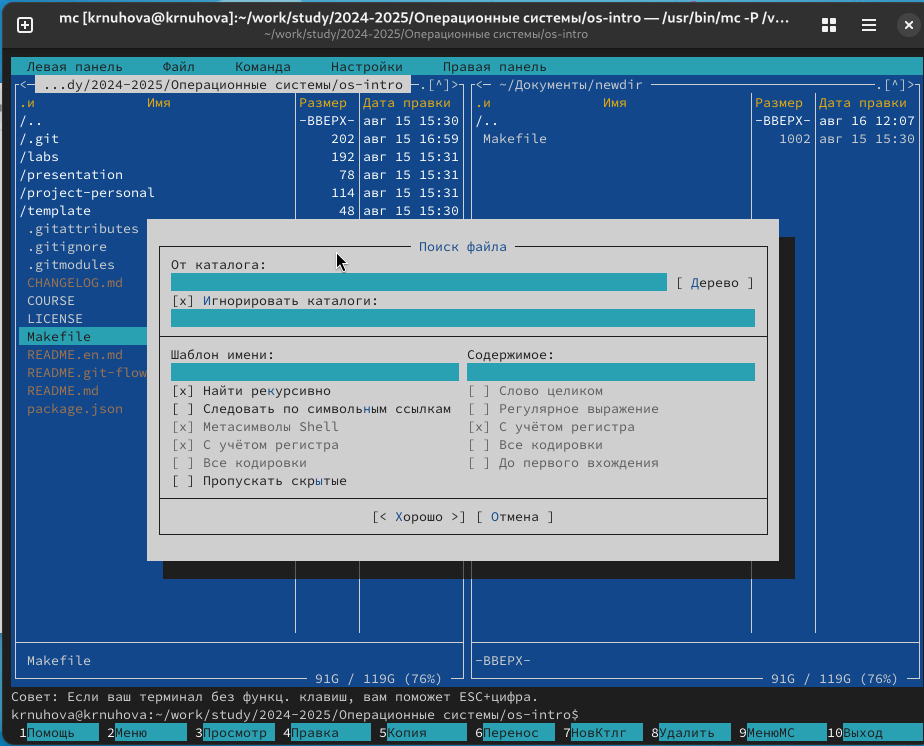 mc [krnuhova@krnuhova]:~/work/study/2024-2025/Операционные системы/os-intro — /usr/bin/mc -P /v…
~/work/study/2024-2025/Операционные системы/os-intro
Левая панель Файл Команда Настройки Правая панель
<─ ...dy/2024-2025/Операционные системы/os-intro ─.[^]> <─ ~/Документы/newdir ─.[^]>
.и Имя Размер Дата правки .и Имя Размер Дата правки
/.. -ВВЕРХ- авг 15 15:30 /.. -ВВЕРХ- авг 16 12:07
/.git 202 авг 15 16:59 Makefile 1002 авг 15 15:30
/labs 192 авг 15 15:31
/presentation 78 авг 15 15:31
/project-personal 114 авг 15 15:31
/template 48 авг 15 15:30
.gitattributes
.gitignore
.gitmodules
CHANGELOG.md
COURSE
LICENSE
Makefile
README.en.md
README.git-flow
README.md
package.json
Поиск файла
От каталога:
[ Дерево ]
[x] Игнорировать каталоги:
Шаблон имени: Содержимое:
[x] Найти рекурсивно [ ] Слово целиком
[ ] Следовать по символьным ссылкам [ ] Регулярное выражение
[x] Метасимволы Shell [x] С учётом регистра
[x] С учётом регистра [ ] Все кодировки
[ ] Все кодировки [ ] До первого вхождения
[ ] Пропускать скрытые
[< Хорошо >] [ Отмена ]
Makefile -ВВЕРХ-
91G / 119G (76%) 91G / 119G (76%)
Совет: Если ваш терминал без функц. клавиш, вам поможет ESC+цифра.
krnuhova@krnuhova:~/work/study/2024-2025/Операционные системы/os-intro$
1Помощь 2Меню 3Просмотр 4Правка 5Копия 6Перенос 7НовКтлг 8Удалить 9МенюMC 10Выход